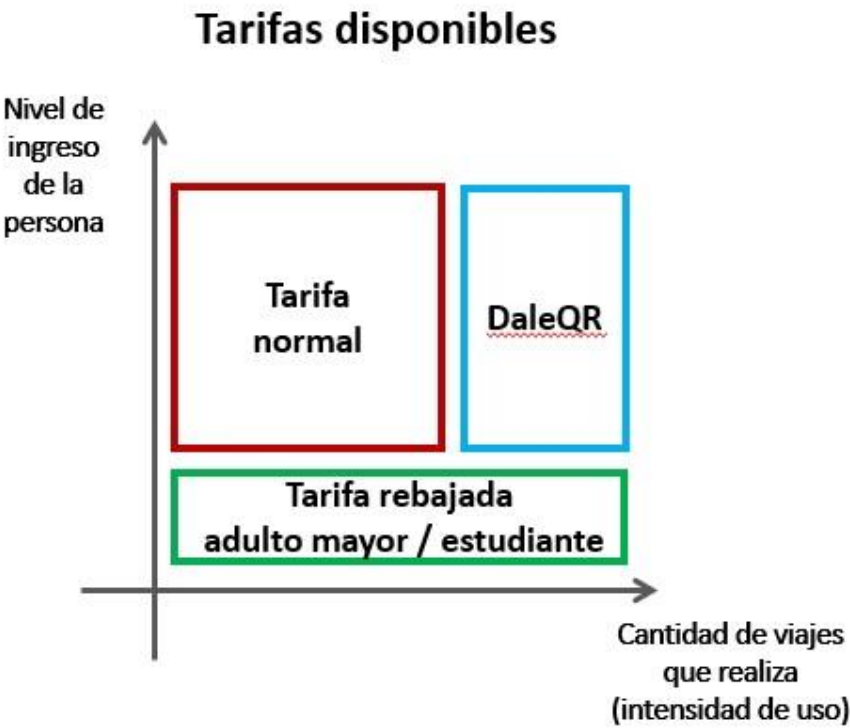 Tarifas disponibles
Nivel de
ingreso
de la
persona
Tarifa
normal
DaleQR
Tarifa rebajada
adulto mayor / estudiante
Cantidad de viajes
que realiza
(intensidad de uso)